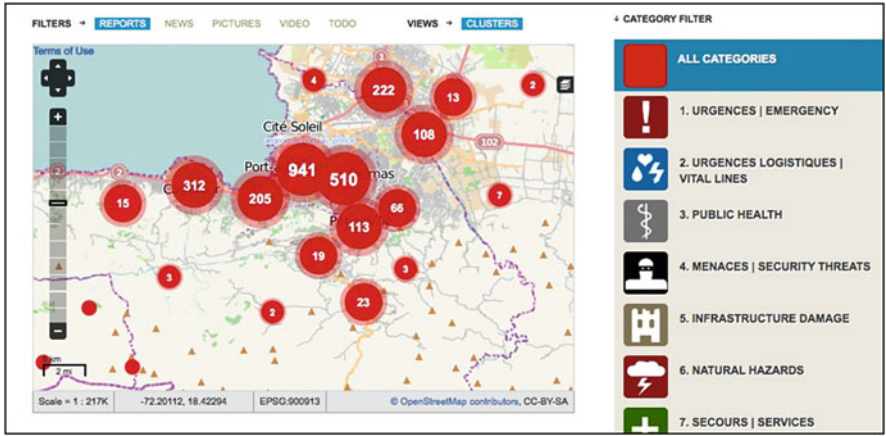 FILTERS → REPORTS NEWS PICTURES VIDEO TODO VIEWS → CLUSTERS
Terms of Use
4
222
13
2
108
Cité Soleil
102
941
510
Port-
mas
312
205
15
66
7
113
19
3
3
23
2
2 mi
Scale = 1 : 217K -72.20112, 18.42294 EPSG:900913 © OpenStreetMap contributors, CC-BY-SA
↓ CATEGORY FILTER
ALL CATEGORIES
1. URGENCES | EMERGENCY
2. URGENCES LOGISTIQUES |
VITAL LINES
3. PUBLIC HEALTH
4. MENACES | SECURITY THREATS
5. INFRASTRUCTURE DAMAGE
6. NATURAL HAZARDS
7. SECOURS | SERVICES